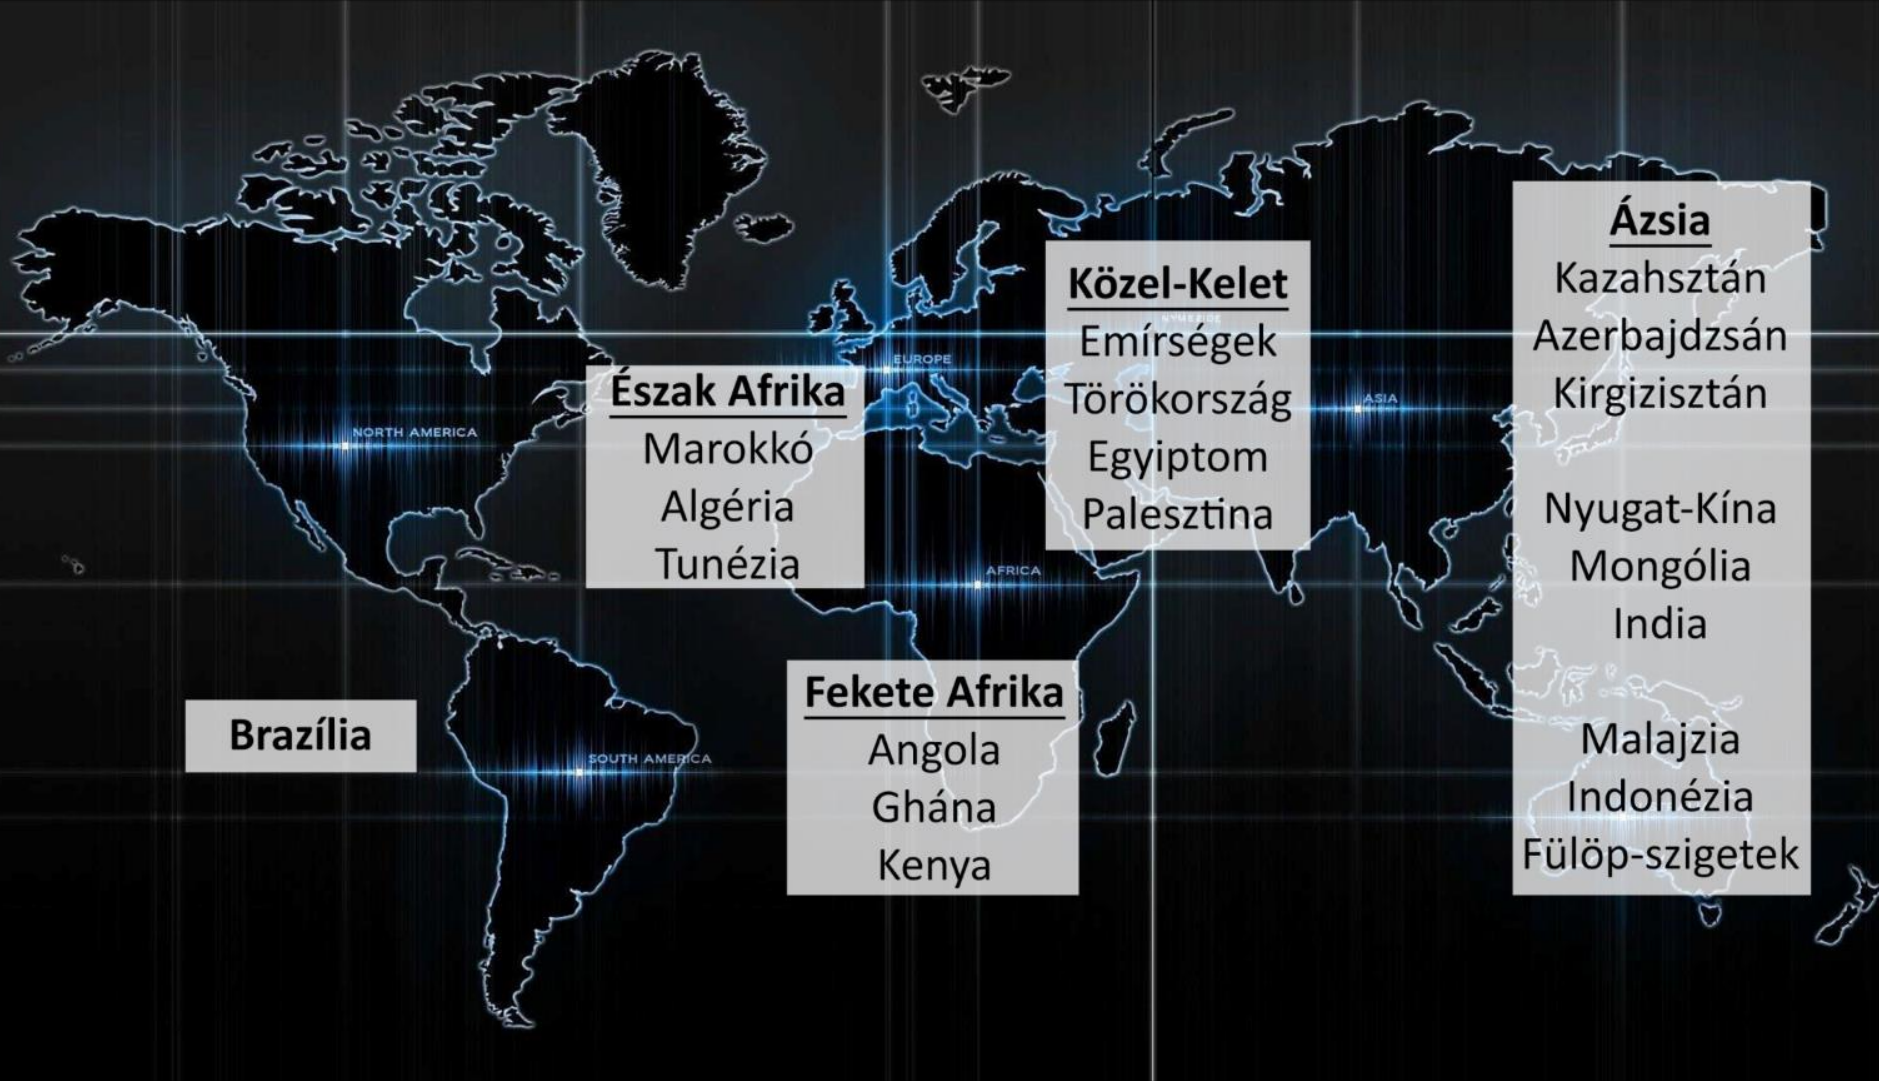 NORTH AMERICA
SOUTH AMERICA
EUROPE
AFRICA
ASIA
Brazília
Észak Afrika
Marokkó
Algéria
Tunézia
Fekete Afrika
Angola
Ghána
Kenya
Közel-Kelet
Emírségek
Törökország
Egyiptom
Palesztina
Ázsia
Kazahsztán
Azerbajdzsán
Kirgizisztán
Nyugat-Kína
Mongólia
India
Malajzia
Indonézia
Fülöp-szigetek